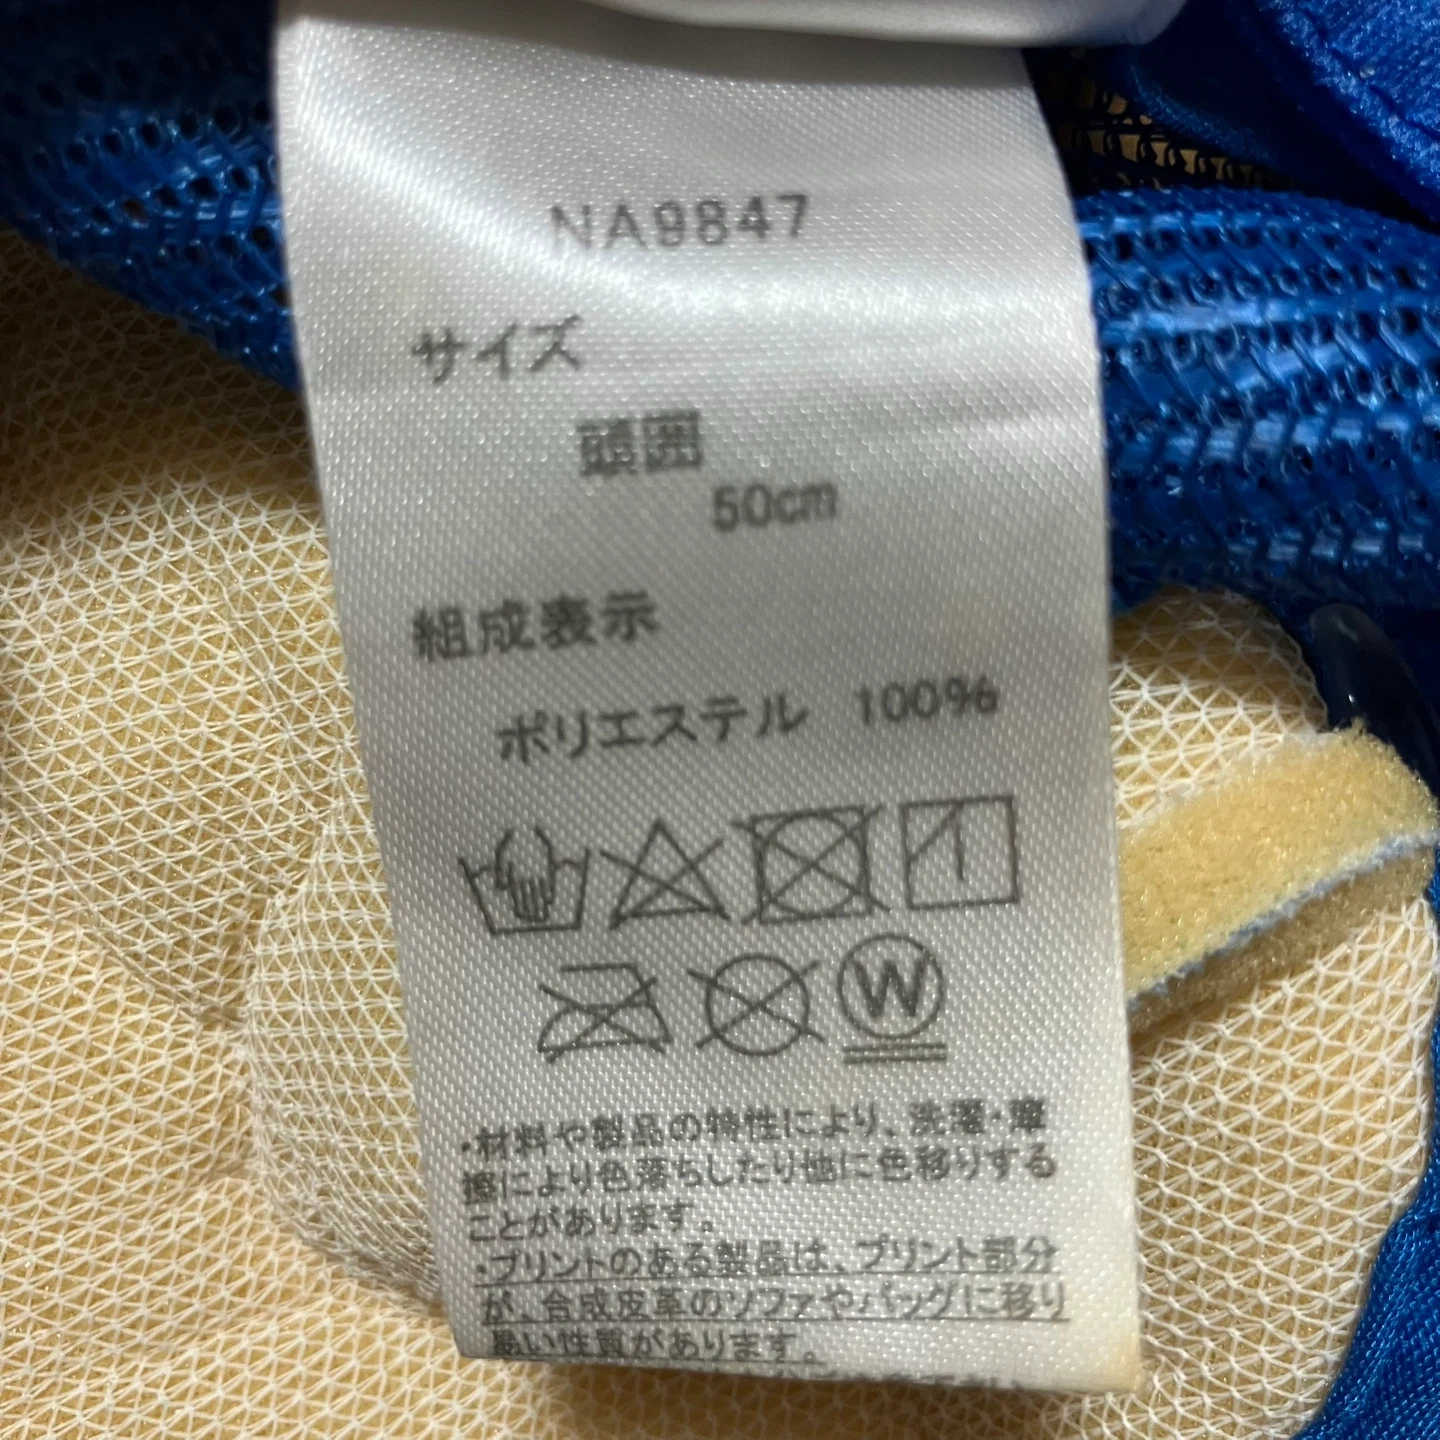 NA9847
サイズ
頭囲
50cm
組成表示
ポリエステル 100%
W
・材料や製品の特性により、洗濯・摩
擦により色落ちしたり他に色移りする
ことがあります。
・プリントのある製品は、プリント部分
が、合成皮革のソファやバッグに移り
易い性質があります。